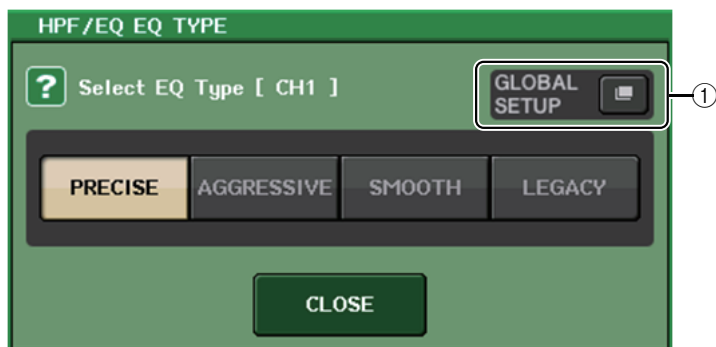 HPF/EQ EQ TYPE
? Select EQ Type [ CH1 ]
GLOBAL
SETUP
①
PRECISE
AGGRESSIVE
SMOOTH
LEGACY
CLOSE